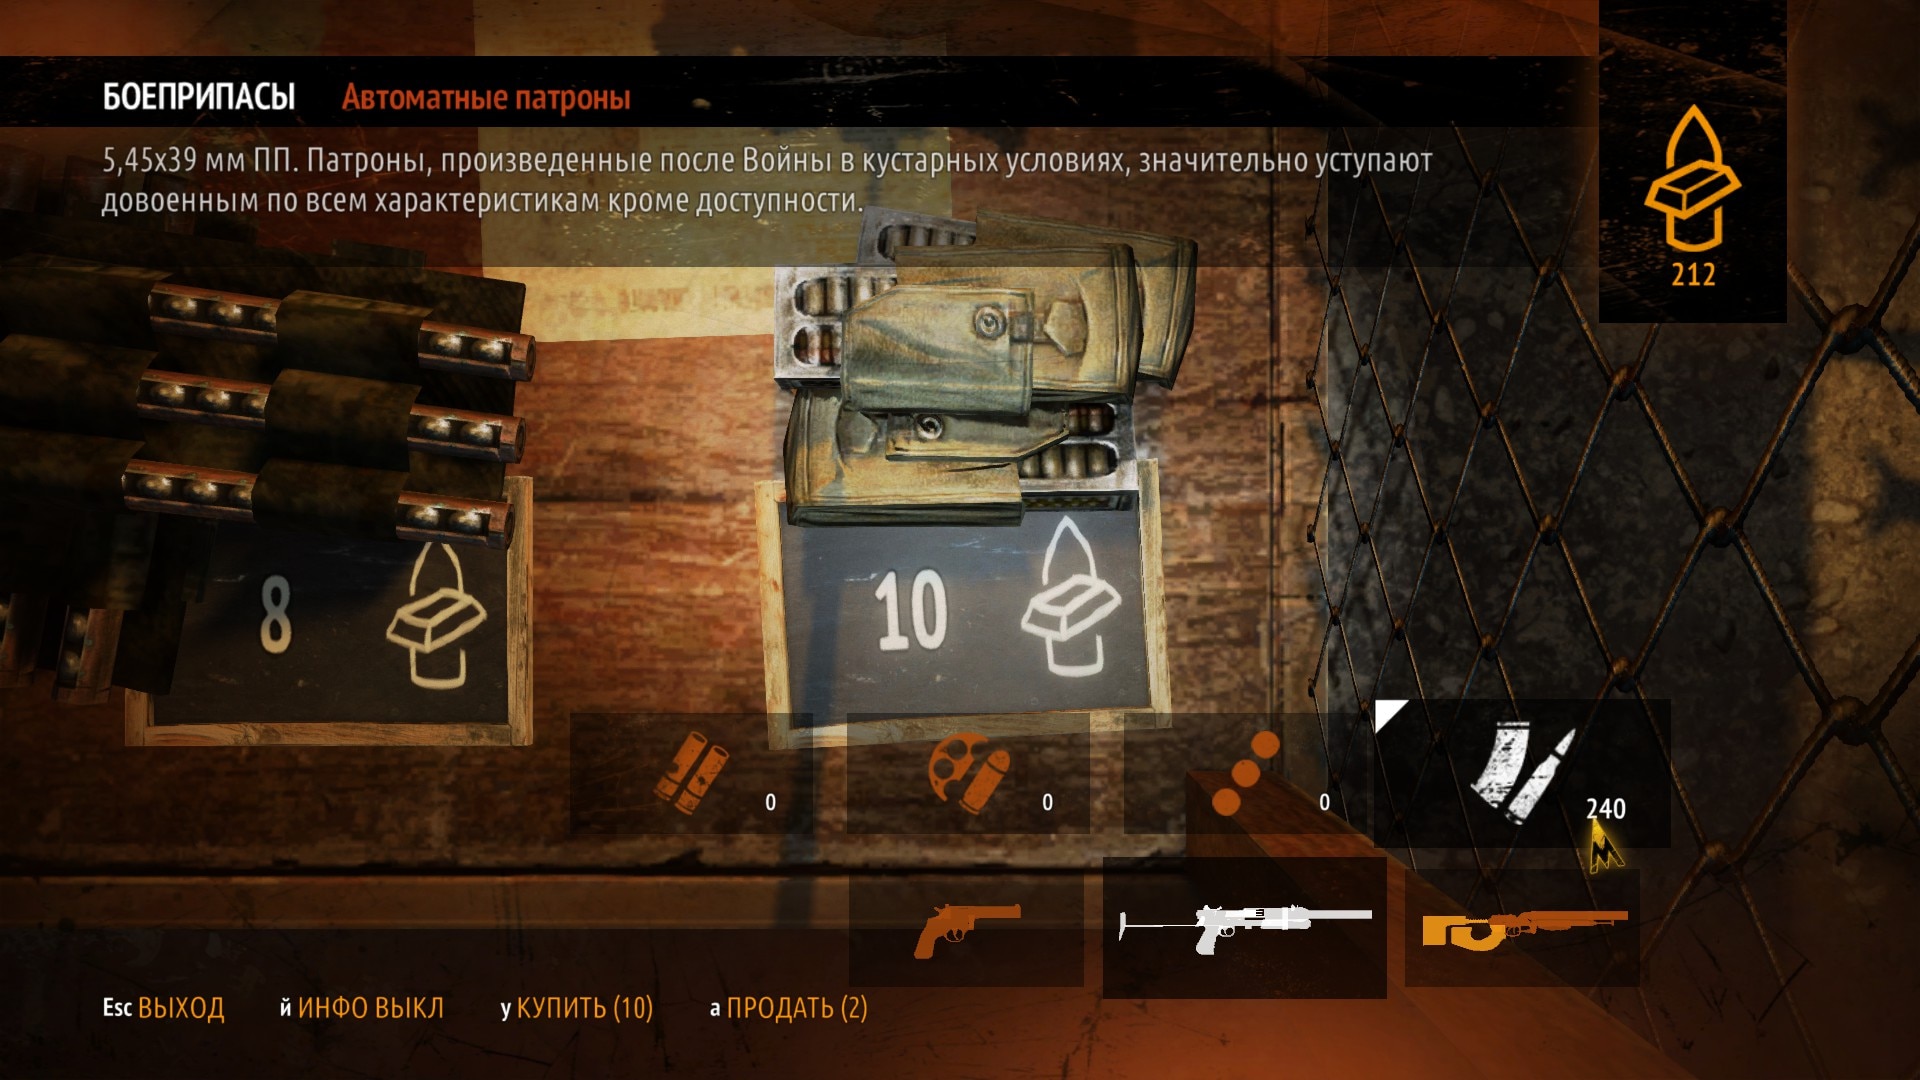 БОЕПРИПАСЫ Автоматные патроны
5,45х39 мм ПП. Патроны, произведенные после Войны в кустарных условиях, значительно уступают
довоенным по всем характеристикам кроме доступности.
212
8
10
0
0
0
240
Esc ВЫХОД й ИНФО ВЫКЛ у КУПИТЬ (10) а ПРОДАТЬ (2)